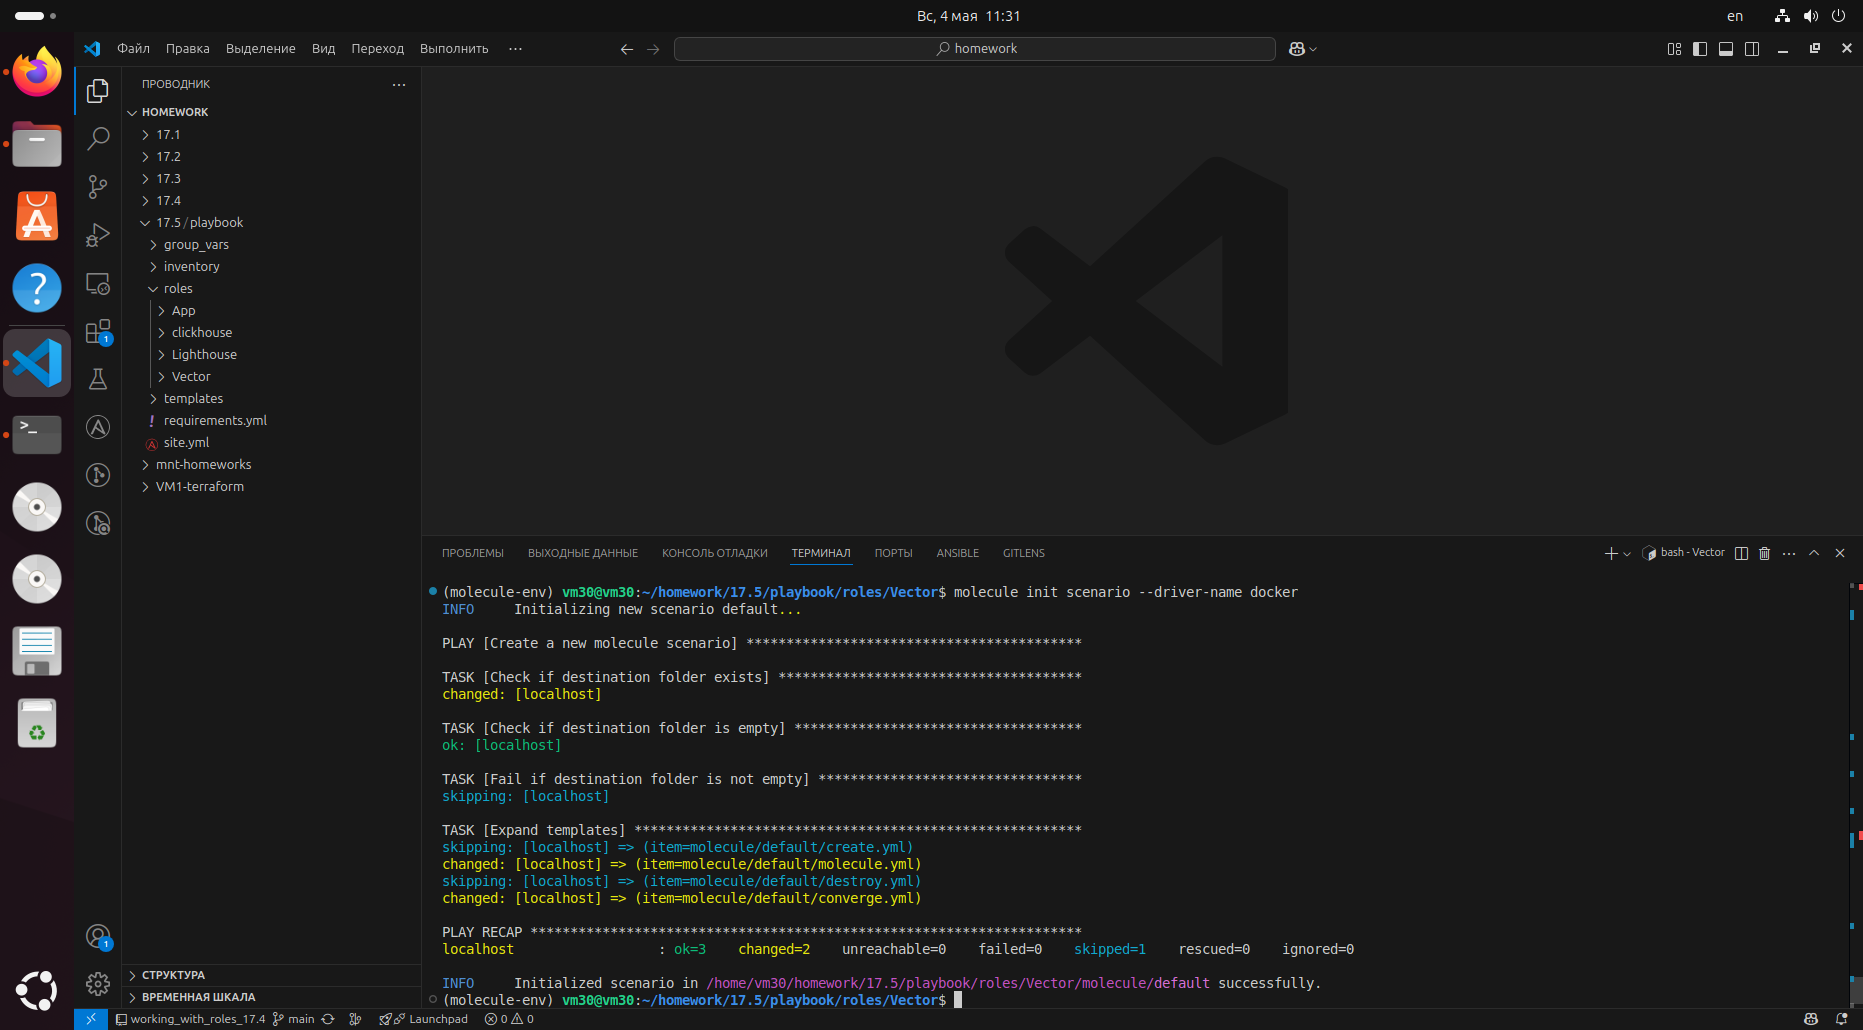 Вс, 4 мая 11:31
en
Файл Правка Выделение Вид Переход Выполнить ···
homework
ПРОВОДНИК
HOMEWORK
17.1
17.2
17.3
17.4
17.5 / playbook
group_vars
inventory
roles
App
clickhouse
Lighthouse
Vector
templates
! requirements.yml
site.yml
mnt-homeworks
VM1-terraform
СТРУКТУРА
ВРЕМЕННАЯ ШКАЛА
1
1
ПРОБЛЕМЫ ВЫХОДНЫЕ ДАННЫЕ КОНСОЛЬ ОТЛАДКИ ТЕРМИНАЛ ПОРТЫ ANSIBLE GITLENS
bash - Vector
(molecule-env) vm30@vm30:~/homework/17.5/playbook/roles/Vector$ molecule init scenario --driver-name docker
INFO     Initializing new scenario default...
PLAY [Create a new molecule scenario] ******************************************
TASK [Check if destination folder exists] **************************************
changed: [localhost]
TASK [Check if destination folder is empty] ************************************
ok: [localhost]
TASK [Fail if destination folder is not empty] *********************************
skipping: [localhost]
TASK [Expand templates] ********************************************************
skipping: [localhost] => (item=molecule/default/create.yml)
changed: [localhost] => (item=molecule/default/molecule.yml)
skipping: [localhost] => (item=molecule/default/destroy.yml)
changed: [localhost] => (item=molecule/default/converge.yml)
PLAY RECAP *********************************************************************
localhost                  : ok=3    changed=2    unreachable=0    failed=0    skipped=1    rescued=0    ignored=0
INFO     Initialized scenario in /home/vm30/homework/17.5/playbook/roles/Vector/molecule/default successfully.
(molecule-env) vm30@vm30:~/homework/17.5/playbook/roles/Vector$
working_with_roles_17.4 main Launchpad 0 0